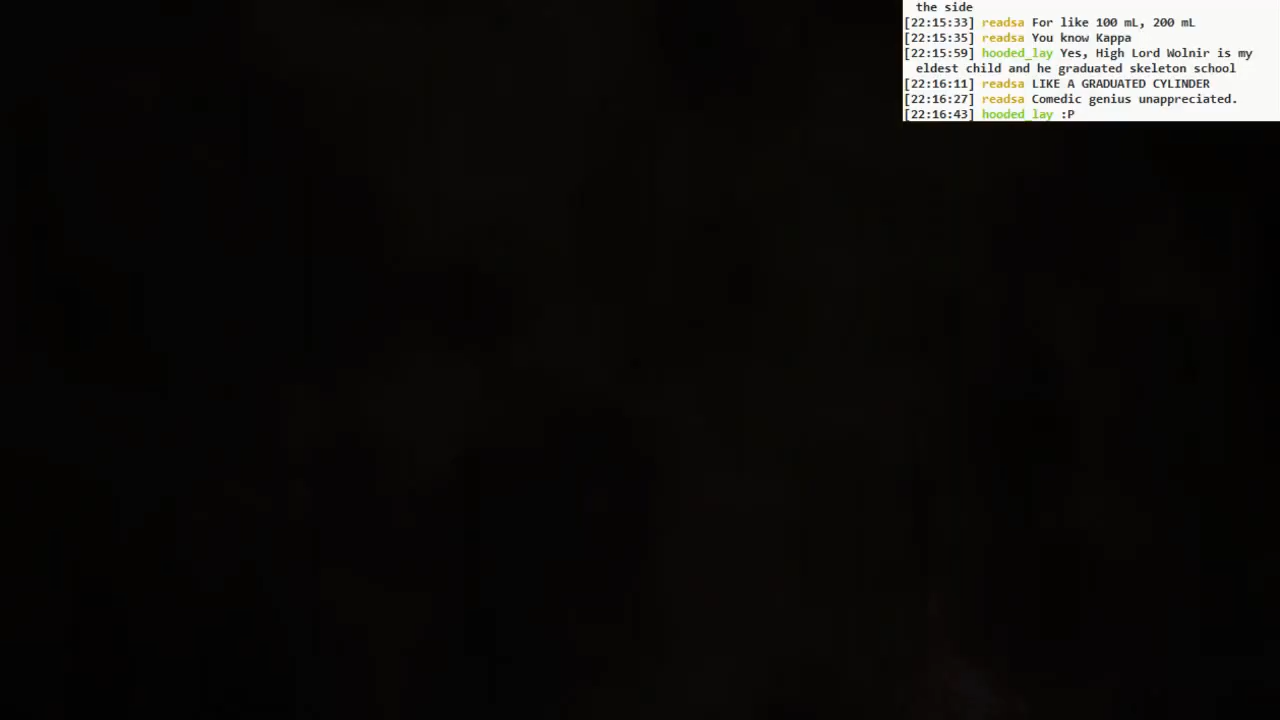 the side
[22:15:33] readsa For like 100 mL, 200 mL
[22:15:35] readsa You know Kappa
[22:15:59] hooded_lay Yes, High Lord Wolnir is my
eldest child and he graduated skeleton school
[22:16:11] readsa LIKE A GRADUATED CYLINDER
[22:16:27] readsa Comedic genius unappreciated.
[22:16:43] hooded_lay :P